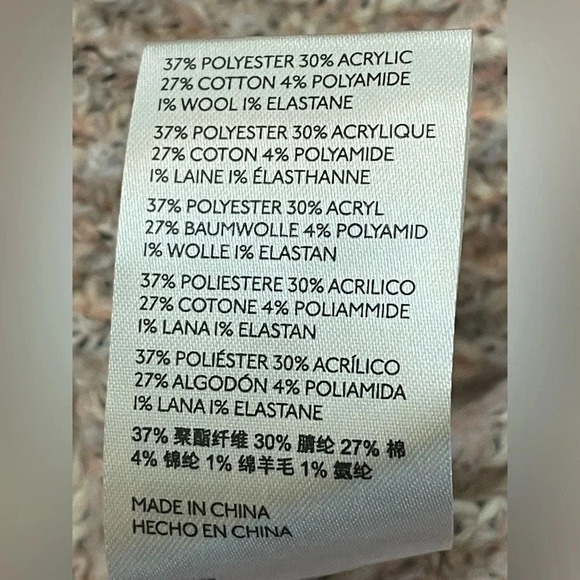 37% POLYESTER 30% ACRYLIC
27% COTTON 4% POLYAMIDE
1% WOOL 1% ELASTANE
37% POLYESTER 30% ACRYLIQUE
27% COTON 4% POLYAMIDE
1% LAINE 1% ÉLASTHANNE
37% POLYESTER 30% ACRYL
27% BAUMWOLLE 4% POLYAMID
1% WOLLE 1% ELASTAN
37% POLIESTERE 30% ACRILICO
27% COTONE 4% POLIAMMIDE
1% LANA 1% ELASTAN
37% POLIÉSTER 30% ACRÍLICO
27% ALGODÓN 4% POLIAMIDA
1% LANA 1% ELASTANE
37% 聚酯纤维 30% 腈纶 27% 棉
4% 锦纶 1% 绵羊毛 1% 氨纶
MADE IN CHINA
HECHO EN CHINA